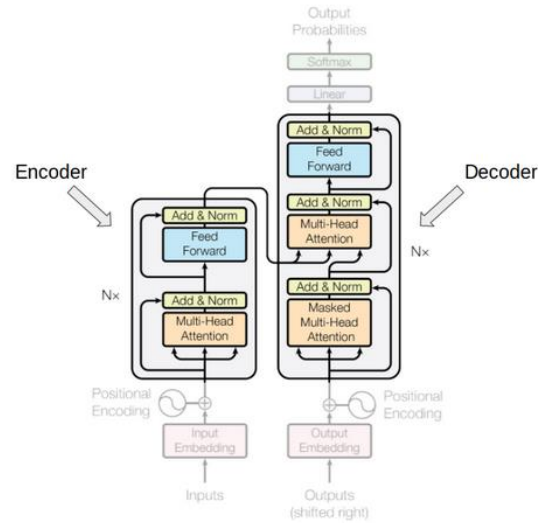 Output
Probabilities
Softmax
Linear
Add & Norm
Feed
Forward
Add & Norm
Multi-Head
Attention
Add & Norm
Masked
Multi-Head
Attention
Nx
Decoder
Encoder
Add & Norm
Feed
Forward
Nx
Add & Norm
Multi-Head
Attention
Positional
Encoding
Positional
Encoding
Input
Embedding
Output
Embedding
Inputs
Outputs
(shifted right)